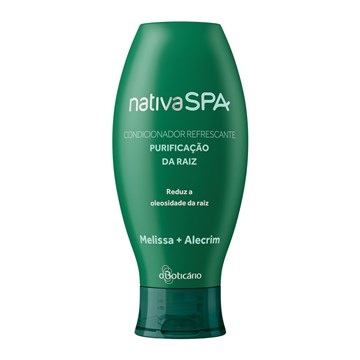 nativaSPA
CONDICIONADOR REFRESCANTE
PURIFICAÇÃO
DA RAIZ
Reduz a
oleosidade da raiz
Melissa + Alecrim
oBoticário